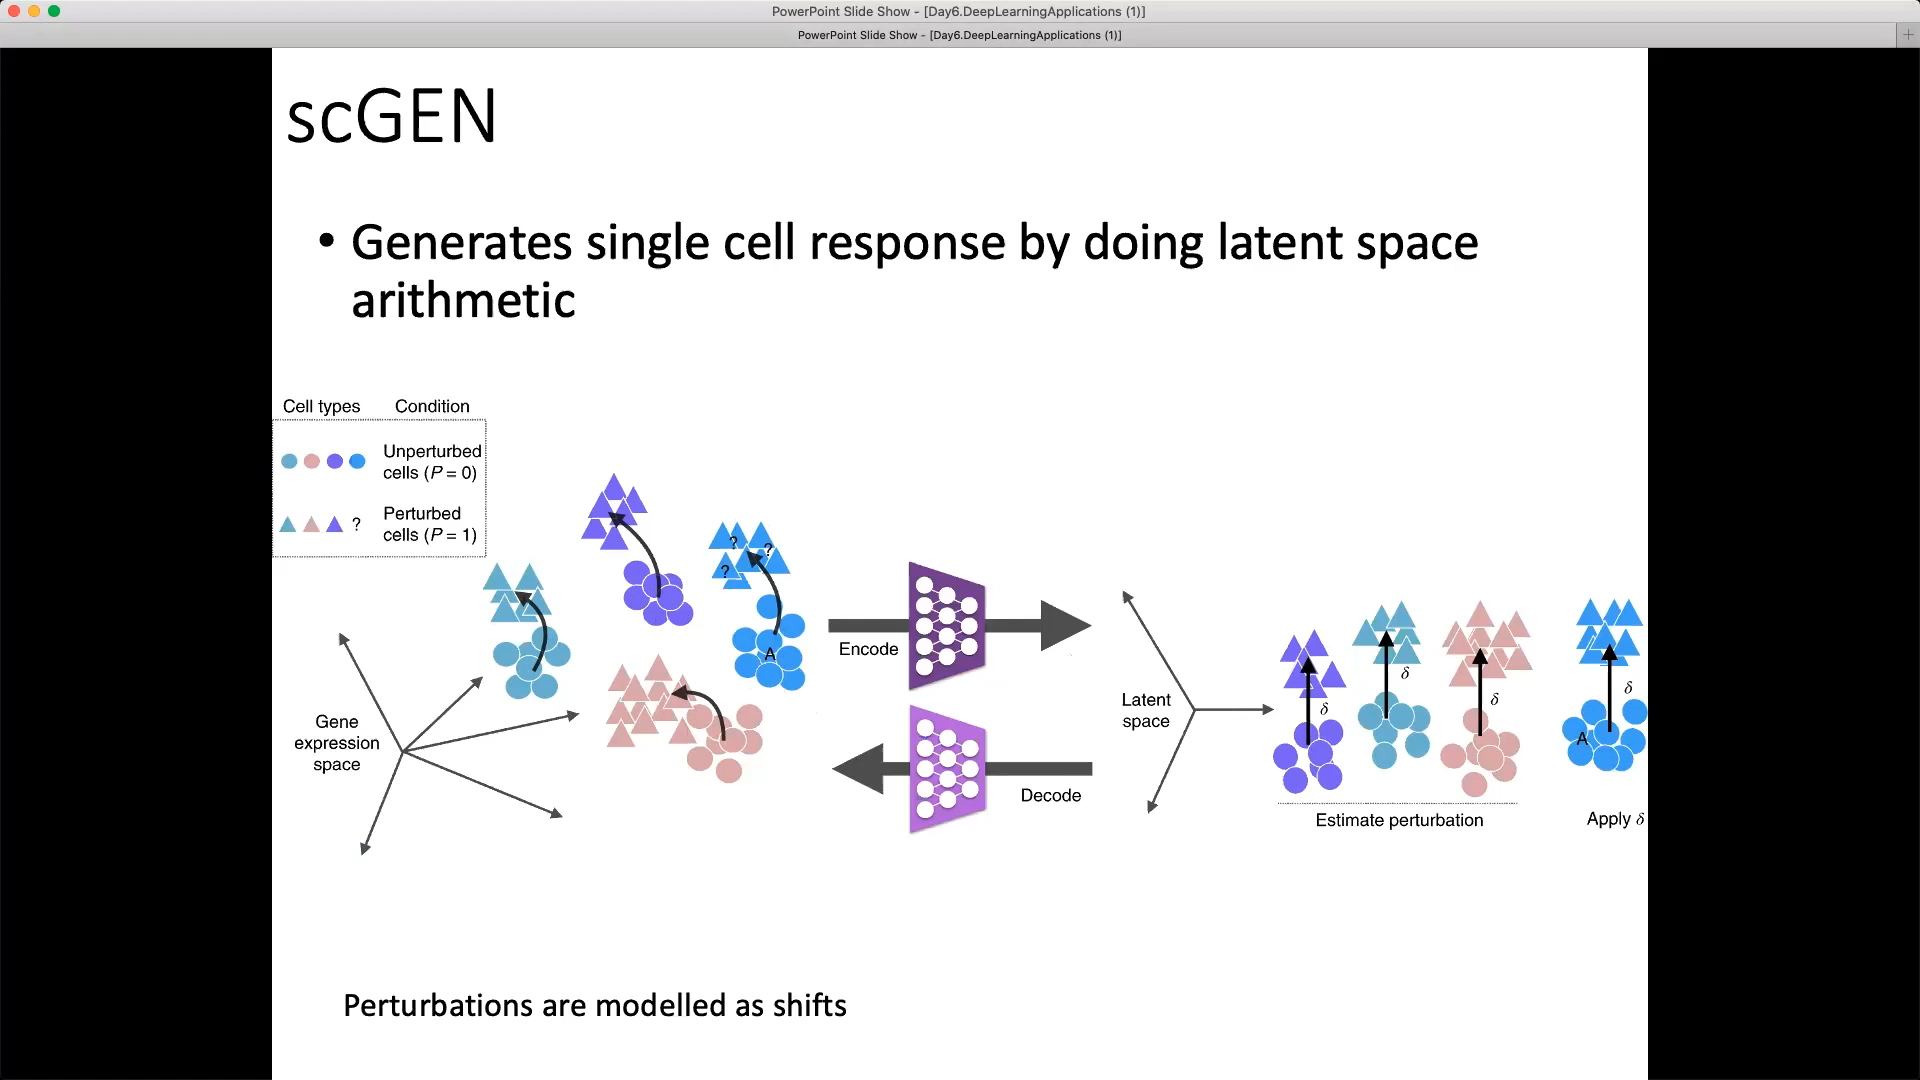 PowerPoint Slide Show - [Day6.DeepLearningApplications (1)]
PowerPoint Slide Show - [Day6.DeepLearningApplications (1)]
scGEN
• Generates single cell response by doing latent space
arithmetic
Cell types Condition
Unperturbed
cells (P = 0)
? Perturbed
cells (P = 1)
? ?
?
A
Gene
expression
space
Encode
Decode
Latent
space
δ
δ
δ
δ
A
Estimate perturbation
Apply δ
Perturbations are modelled as shifts